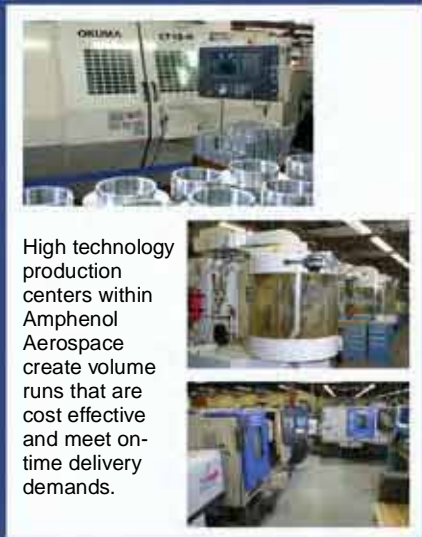 OKUMA LT15-M
High technology
production
centers within
Amphenol
Aerospace
create volume
runs that are
cost effective
and meet on-
time delivery
demands.